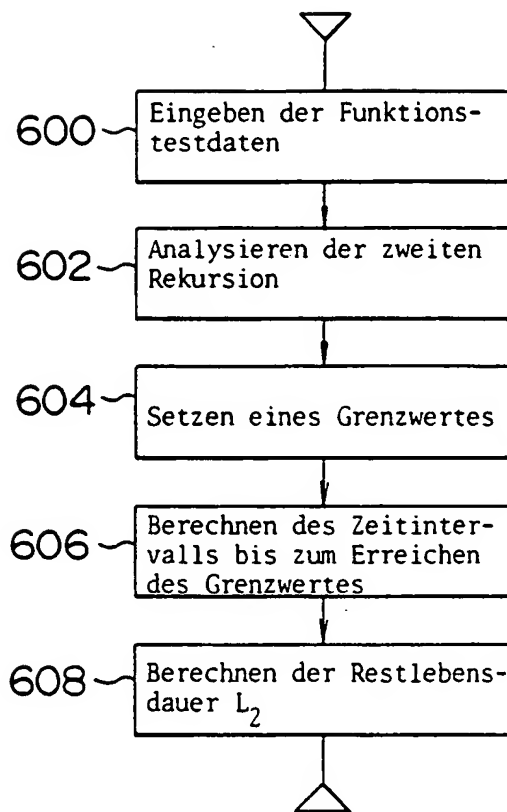 600
Eingeben der Funktions-
testdaten
602
Analysieren der zweiten
Rekursion
604
Setzen eines Grenzwertes
606
Berechnen des Zeitinter-
valls bis zum Erreichen
des Grenzwertes
608
Berechnen der Restlebens-
dauer L₂